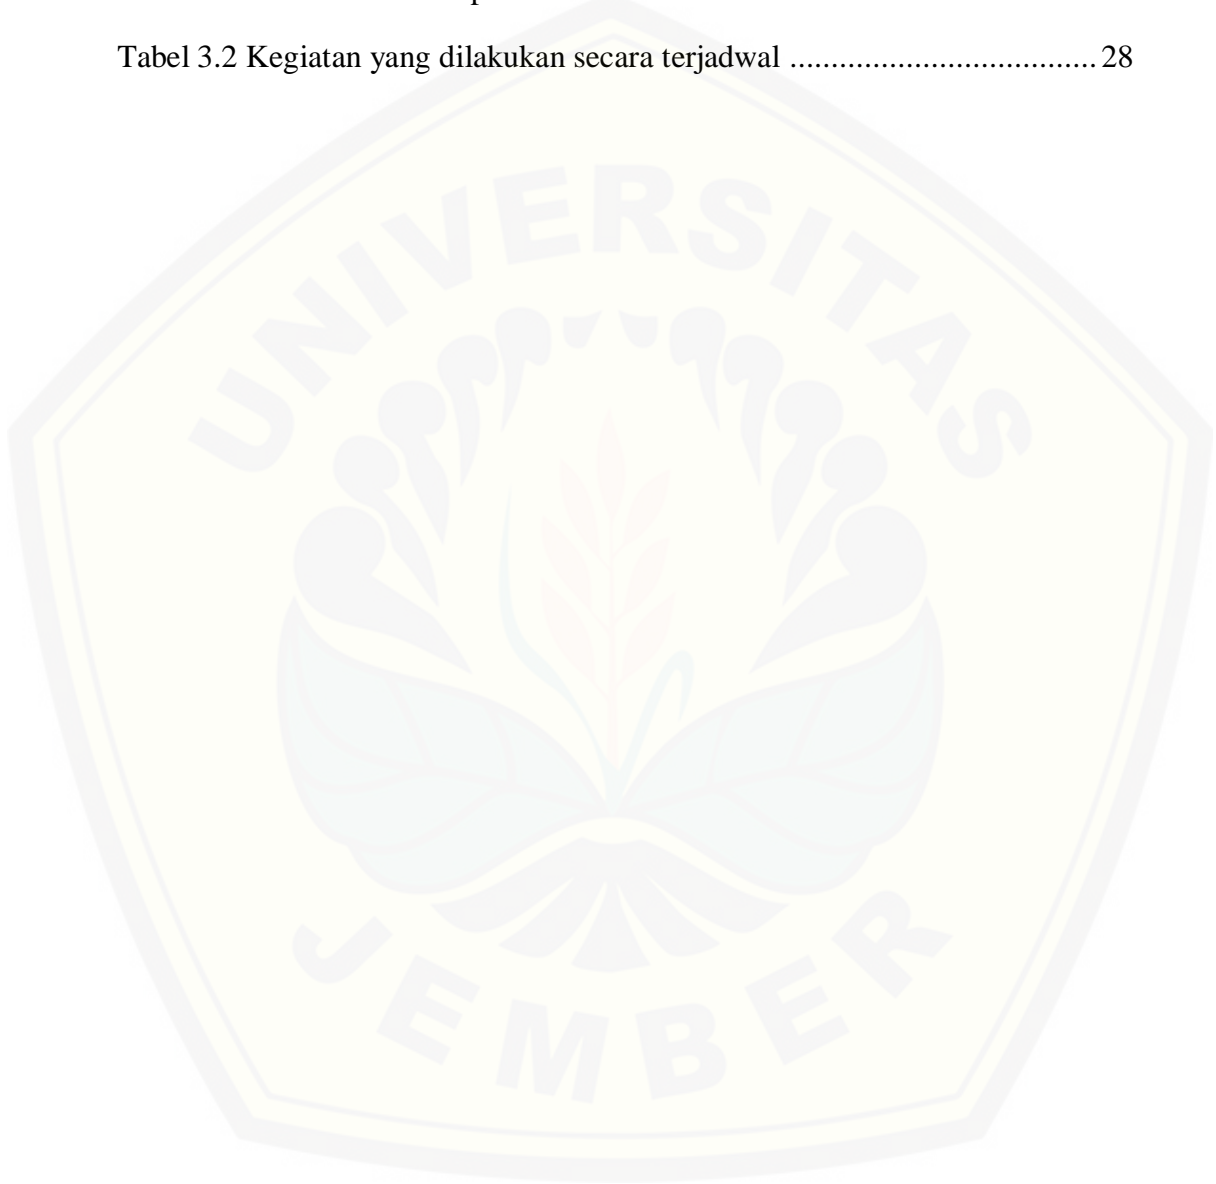 Tabel 3.2 Kegiatan yang dilakukan secara terjadwal ..................................... 28
UNIVERSITAS
JEMBER